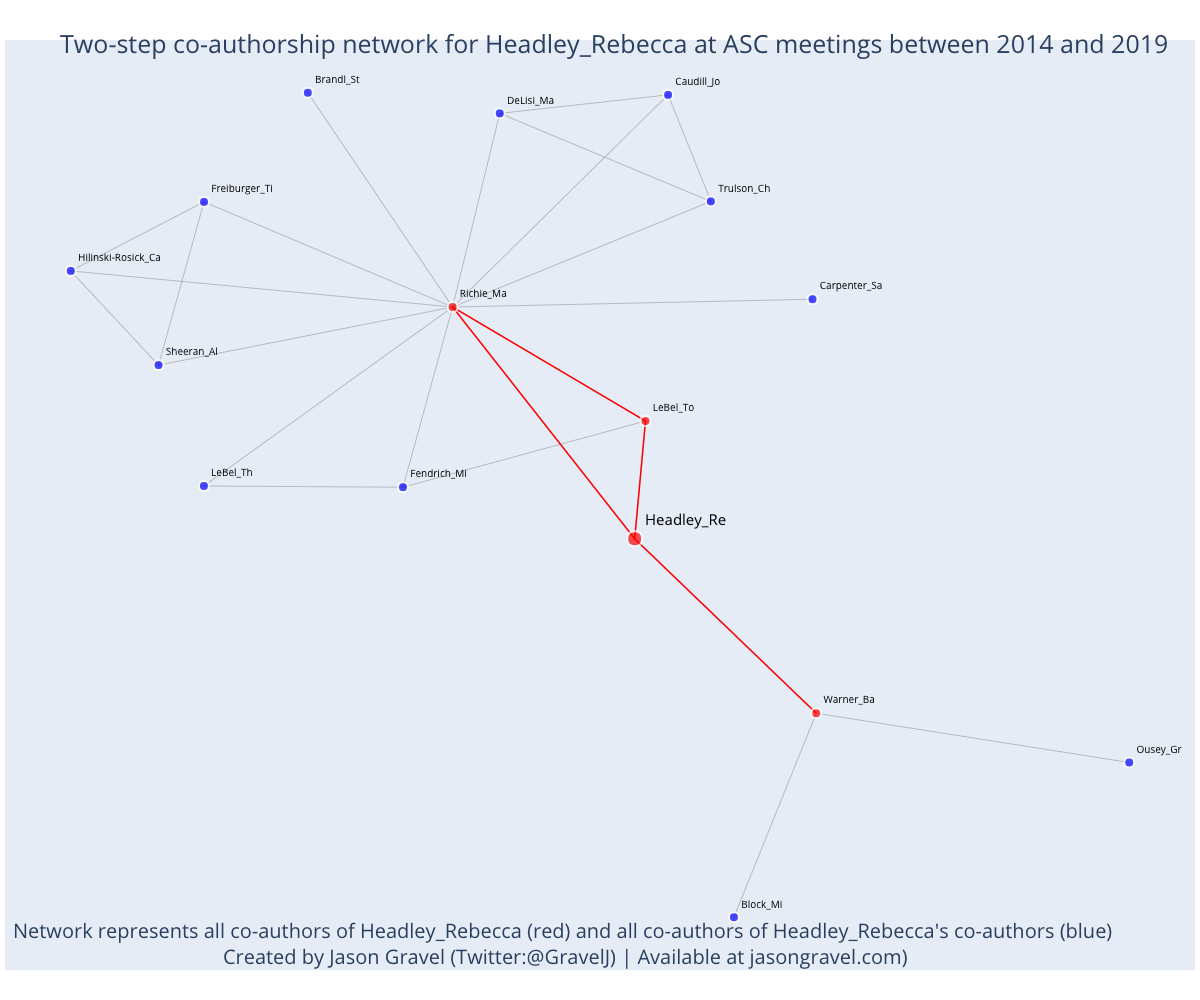 Two-step co-authorship network for Headley_Rebecca at ASC meetings between 2014 and 2019
Brandl_St
Caudill_Jo
DeLisi_Ma
Freiburger_Ti
Trulson_Ch
Hilinski-Rosick_Ca
Richie_Ma
Carpenter_Sa
Sheeran_Al
LeBel_To
LeBel_Th
Fendrich_Mi
Headley_Re
Warner_Ba
Ousey_Gr
Block_Mi
Network represents all co-authors of Headley_Rebecca (red) and all co-authors of Headley_Rebecca's co-authors (blue)
Created by Jason Gravel (Twitter:@GravelJ) | Available at jasongravel.com)